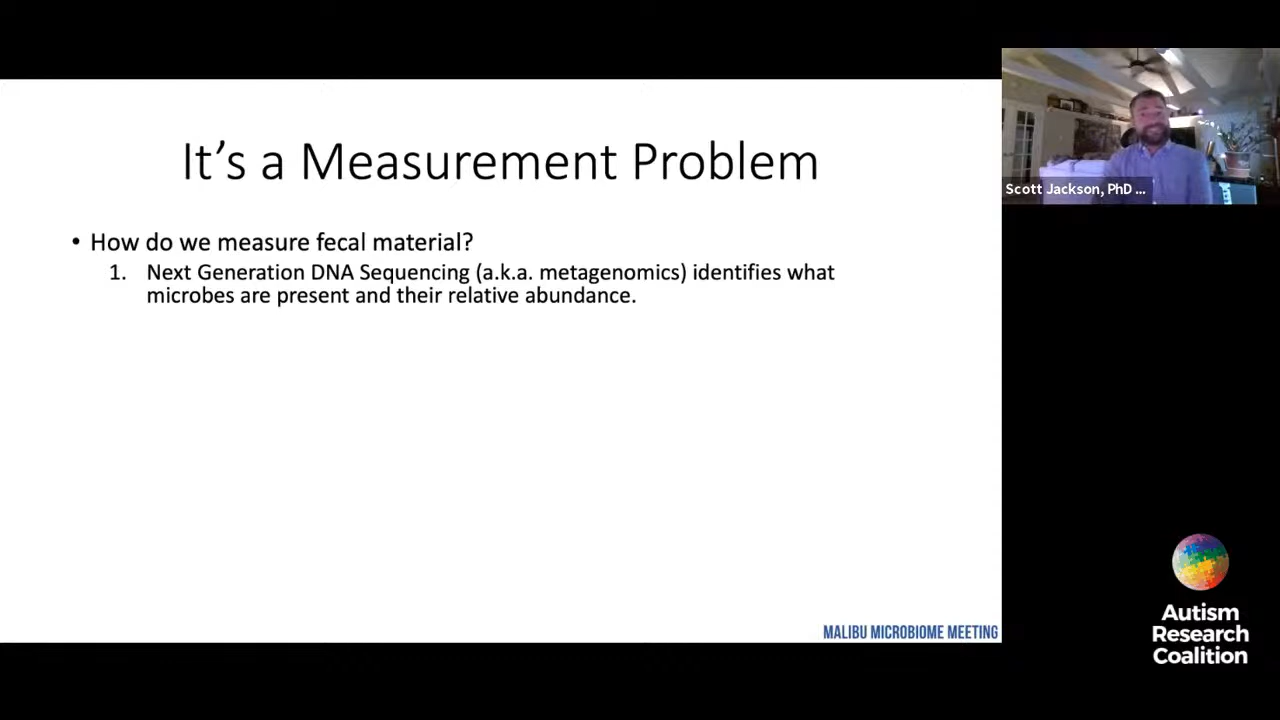 It's a Measurement Problem
• How do we measure fecal material?
1. Next Generation DNA Sequencing (a.k.a. metagenomics) identifies what
microbes are present and their relative abundance.
MALIBU MICROBIOME MEETING
Scott Jackson, PhD ...
Autism
Research
Coalition